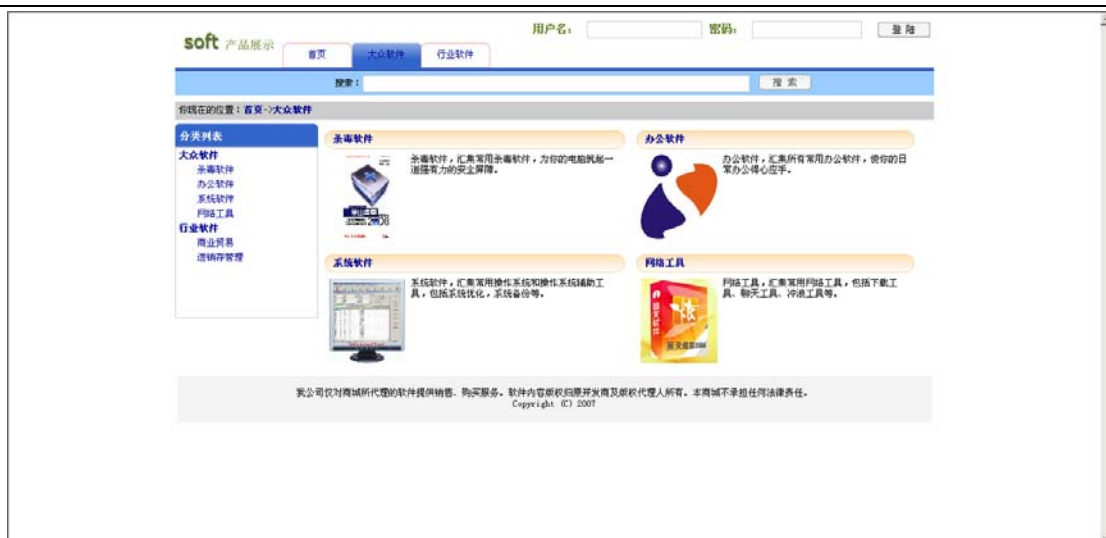 用户名：
密码：
登 陆
soft 产品展示
首页
大众软件
行业软件
搜索：
搜 索
你现在的位置：首页->大众软件
分类列表
大众软件
杀毒软件
办公软件
系统软件
网络工具
行业软件
商业贸易
进销存管理
杀毒软件
杀毒软件，汇集常用杀毒软件，为你的电脑筑起一
道强有力的安全屏障。
办公软件
办公软件，汇集所有常用办公软件，使你的日
常办公得心应手。
系统软件
系统软件，汇集常用操作系统和操作系统辅助工
具，包括系统优化，系统备份等。
网络工具
网络工具，汇集常用网络工具，包括下载工
具、聊天工具、冲浪工具等。
我公司仅对商城所代理的软件提供销售、购买服务。软件内容版权归原开发商及版权代理人所有。本商城不承担任何法律责任。
Copyright (C) 2007